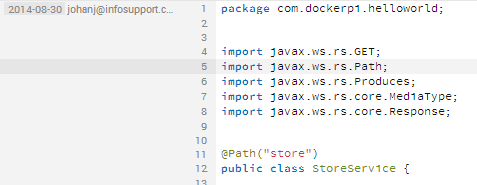 2014-08-30 johanj@infosupport.c...
1 package com.dockerp1.helloworld;
2
3
4 import javax.ws.rs.GET;
5 import javax.ws.rs.Path;
6 import javax.ws.rs.Produces;
7 import javax.ws.rs.core.MediaType;
8 import javax.ws.rs.core.Response;
9
10
11 @Path("store")
12 public class StoreService {
13